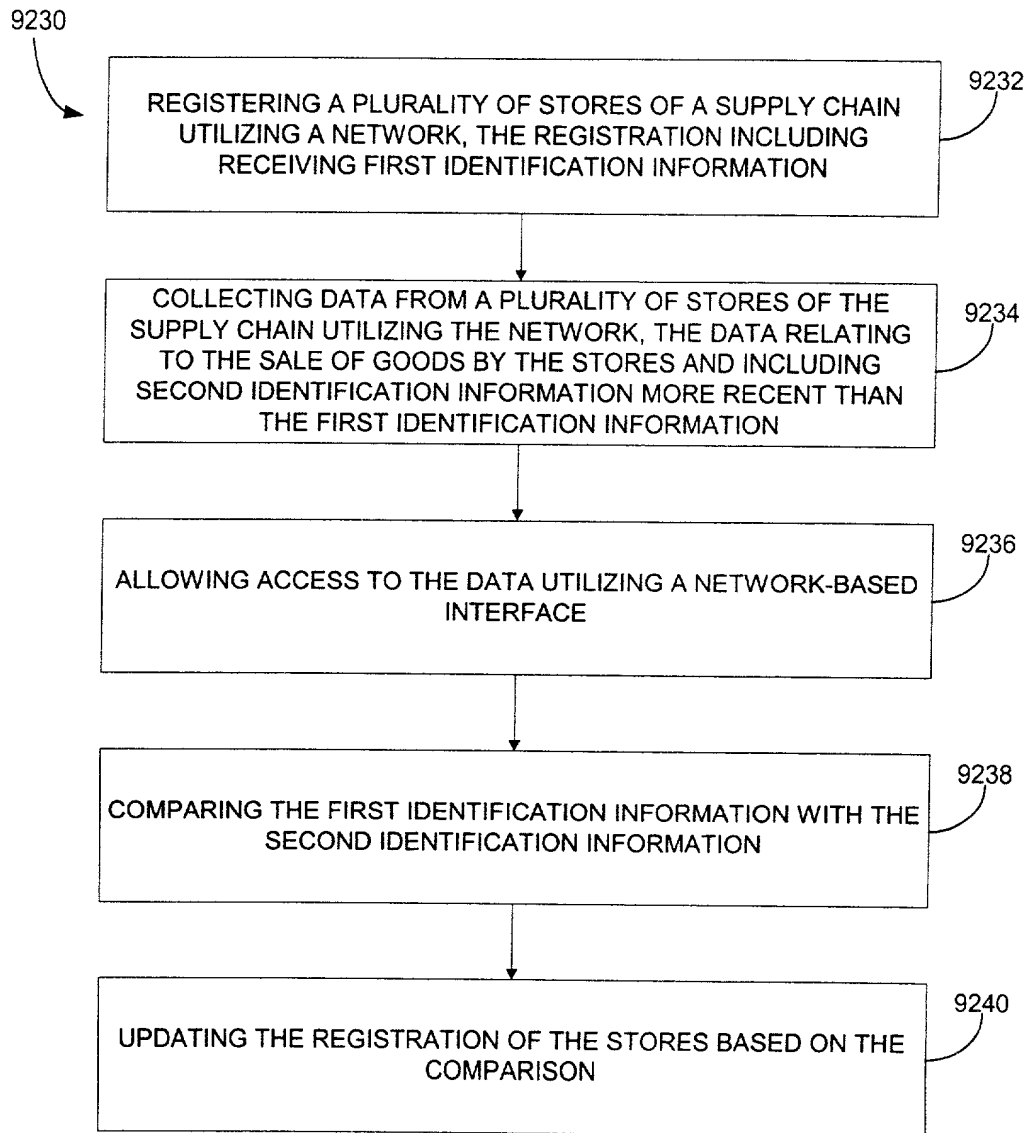 9230
REGISTERING A PLURALITY OF STORES OF A SUPPLY CHAIN
UTILIZING A NETWORK, THE REGISTRATION INCLUDING
RECEIVING FIRST IDENTIFICATION INFORMATION
9232
COLLECTING DATA FROM A PLURALITY OF STORES OF THE
SUPPLY CHAIN UTILIZING THE NETWORK, THE DATA RELATING
TO THE SALE OF GOODS BY THE STORES AND INCLUDING
SECOND IDENTIFICATION INFORMATION MORE RECENT THAN
THE FIRST IDENTIFICATION INFORMATION
9234
ALLOWING ACCESS TO THE DATA UTILIZING A NETWORK-BASED
INTERFACE
9236
COMPARING THE FIRST IDENTIFICATION INFORMATION WITH THE
SECOND IDENTIFICATION INFORMATION
9238
UPDATING THE REGISTRATION OF THE STORES BASED ON THE
COMPARISON
9240